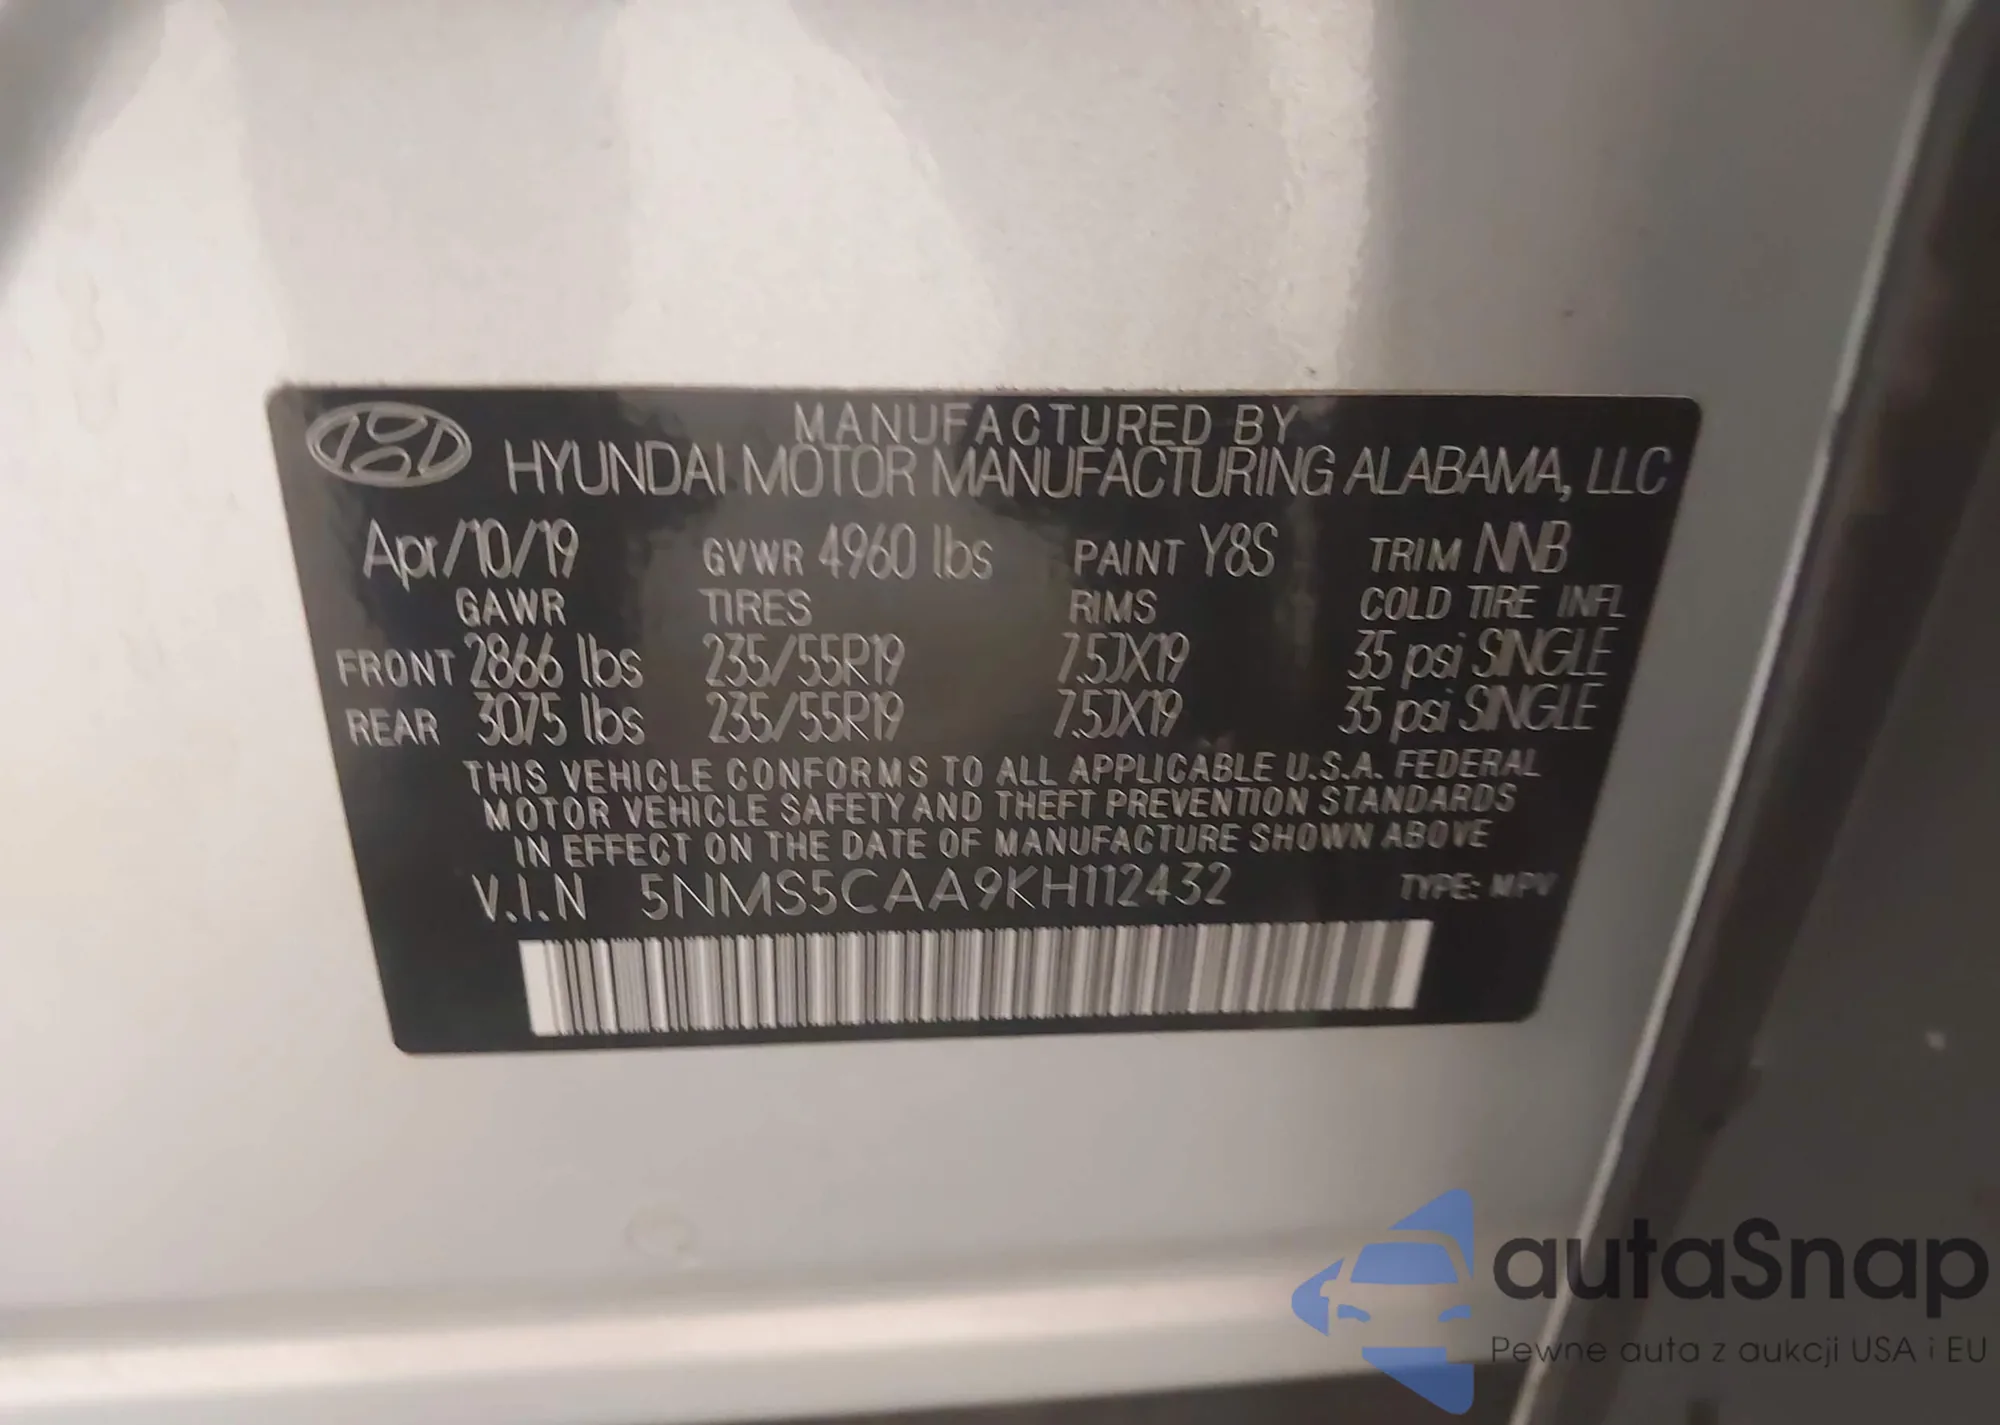 MANUFACTURED BY
HYUNDAI MOTOR MANUFACTURING ALABAMA, LLC
Apr/10/19 GVWR 4960 lbs PAINT Y8S TRIM NNB
GAWR TIRES RIMS COLD TIRE INFL
FRONT 2866 lbs 235/55R19 7.5JX19 35 psi SINGLE
REAR 3075 lbs 235/55R19 7.5JX19 35 psi SINGLE
THIS VEHICLE CONFORMS TO ALL APPLICABLE U.S.A. FEDERAL
MOTOR VEHICLE SAFETY AND THEFT PREVENTION STANDARDS
IN EFFECT ON THE DATE OF MANUFACTURE SHOWN ABOVE
V.I.N 5NMS5CAA9KH112432 TYPE: MPV
autaSnap
Pewne auta z aukcji USA i EU